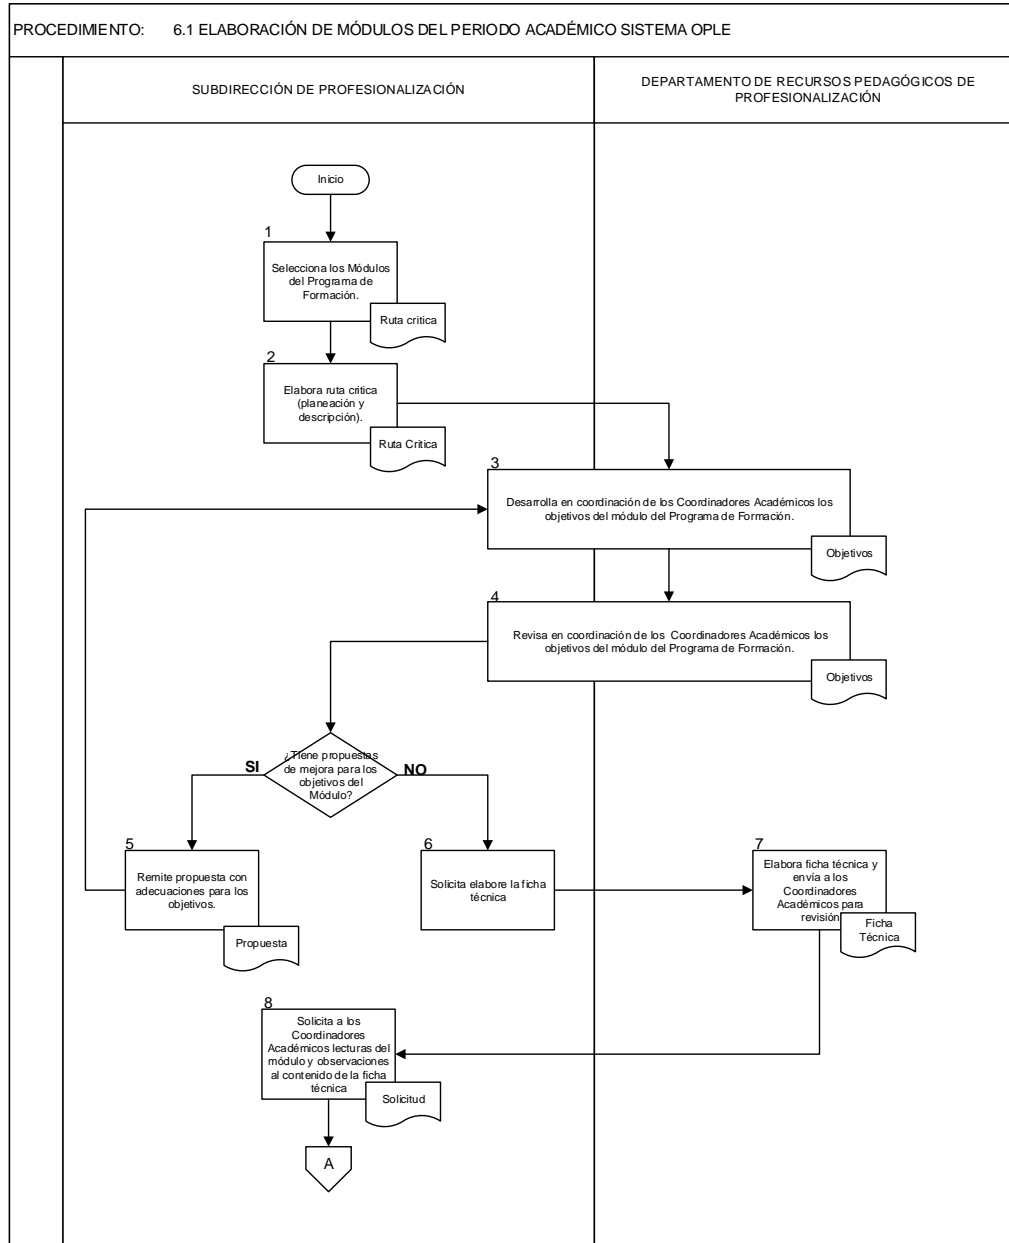 PROCEDIMIENTO: 6.1 ELABORACIÓN DE MÓDULOS DEL PERIODO ACADÉMICO SISTEMA OPLE
SUBDIRECCIÓN DE PROFESIONALIZACIÓN
DEPARTAMENTO DE RECURSOS PEDAGÓGICOS DE
PROFESIONALIZACIÓN
Inicio
1
Selecciona los Módulos
del Programa de
Formación.
Ruta critica
2
Elabora ruta critica
(planeación y
descripción).
Ruta Critica
3
Desarrolla en coordinación de los Coordinadores Académicos los
objetivos del módulo del Programa de Formación.
Objetivos
4
Revisa en coordinación de los Coordinadores Académicos los
objetivos del módulo del Programa de Formación.
Objetivos
¿Tiene propuestas
de mejora para los
objetivos del
Módulo?
SI
NO
5
Remite propuesta con
adecuaciones para los
objetivos.
Propuesta
6
Solicita elabore la ficha
técnica
7
Elabora ficha técnica y
envía a los
Coordinadores
Académicos para
revisión
Ficha
Técnica
8
Solicita a los
Coordinadores
Académicos lecturas del
módulo y observaciones
al contenido de la ficha
técnica
Solicitud
A